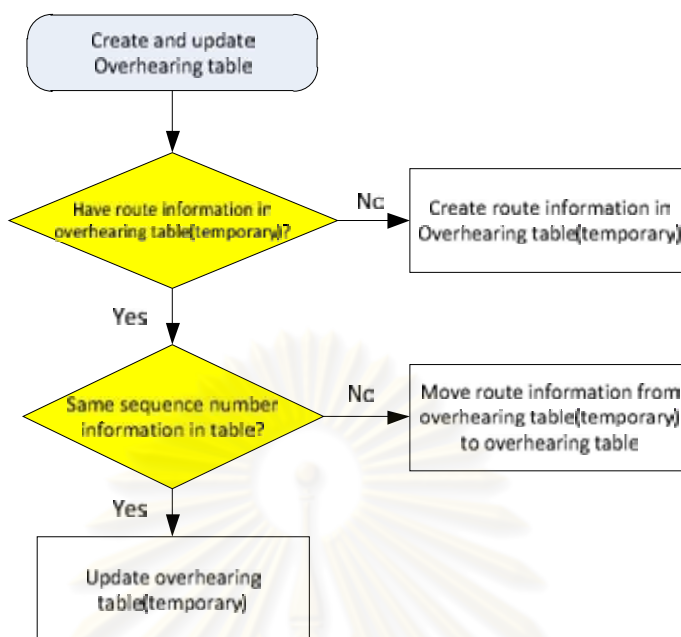 Create and update
Overhearing table
Have route information in
overhearing table(temporary)?
No
Create route information in
Overhearing table(temporary)
Yes
Same sequence number
information in table?
No
Move route information from
overhearing table(temporary)
to overhearing table
Yes
Update overhearing
table(temporary)